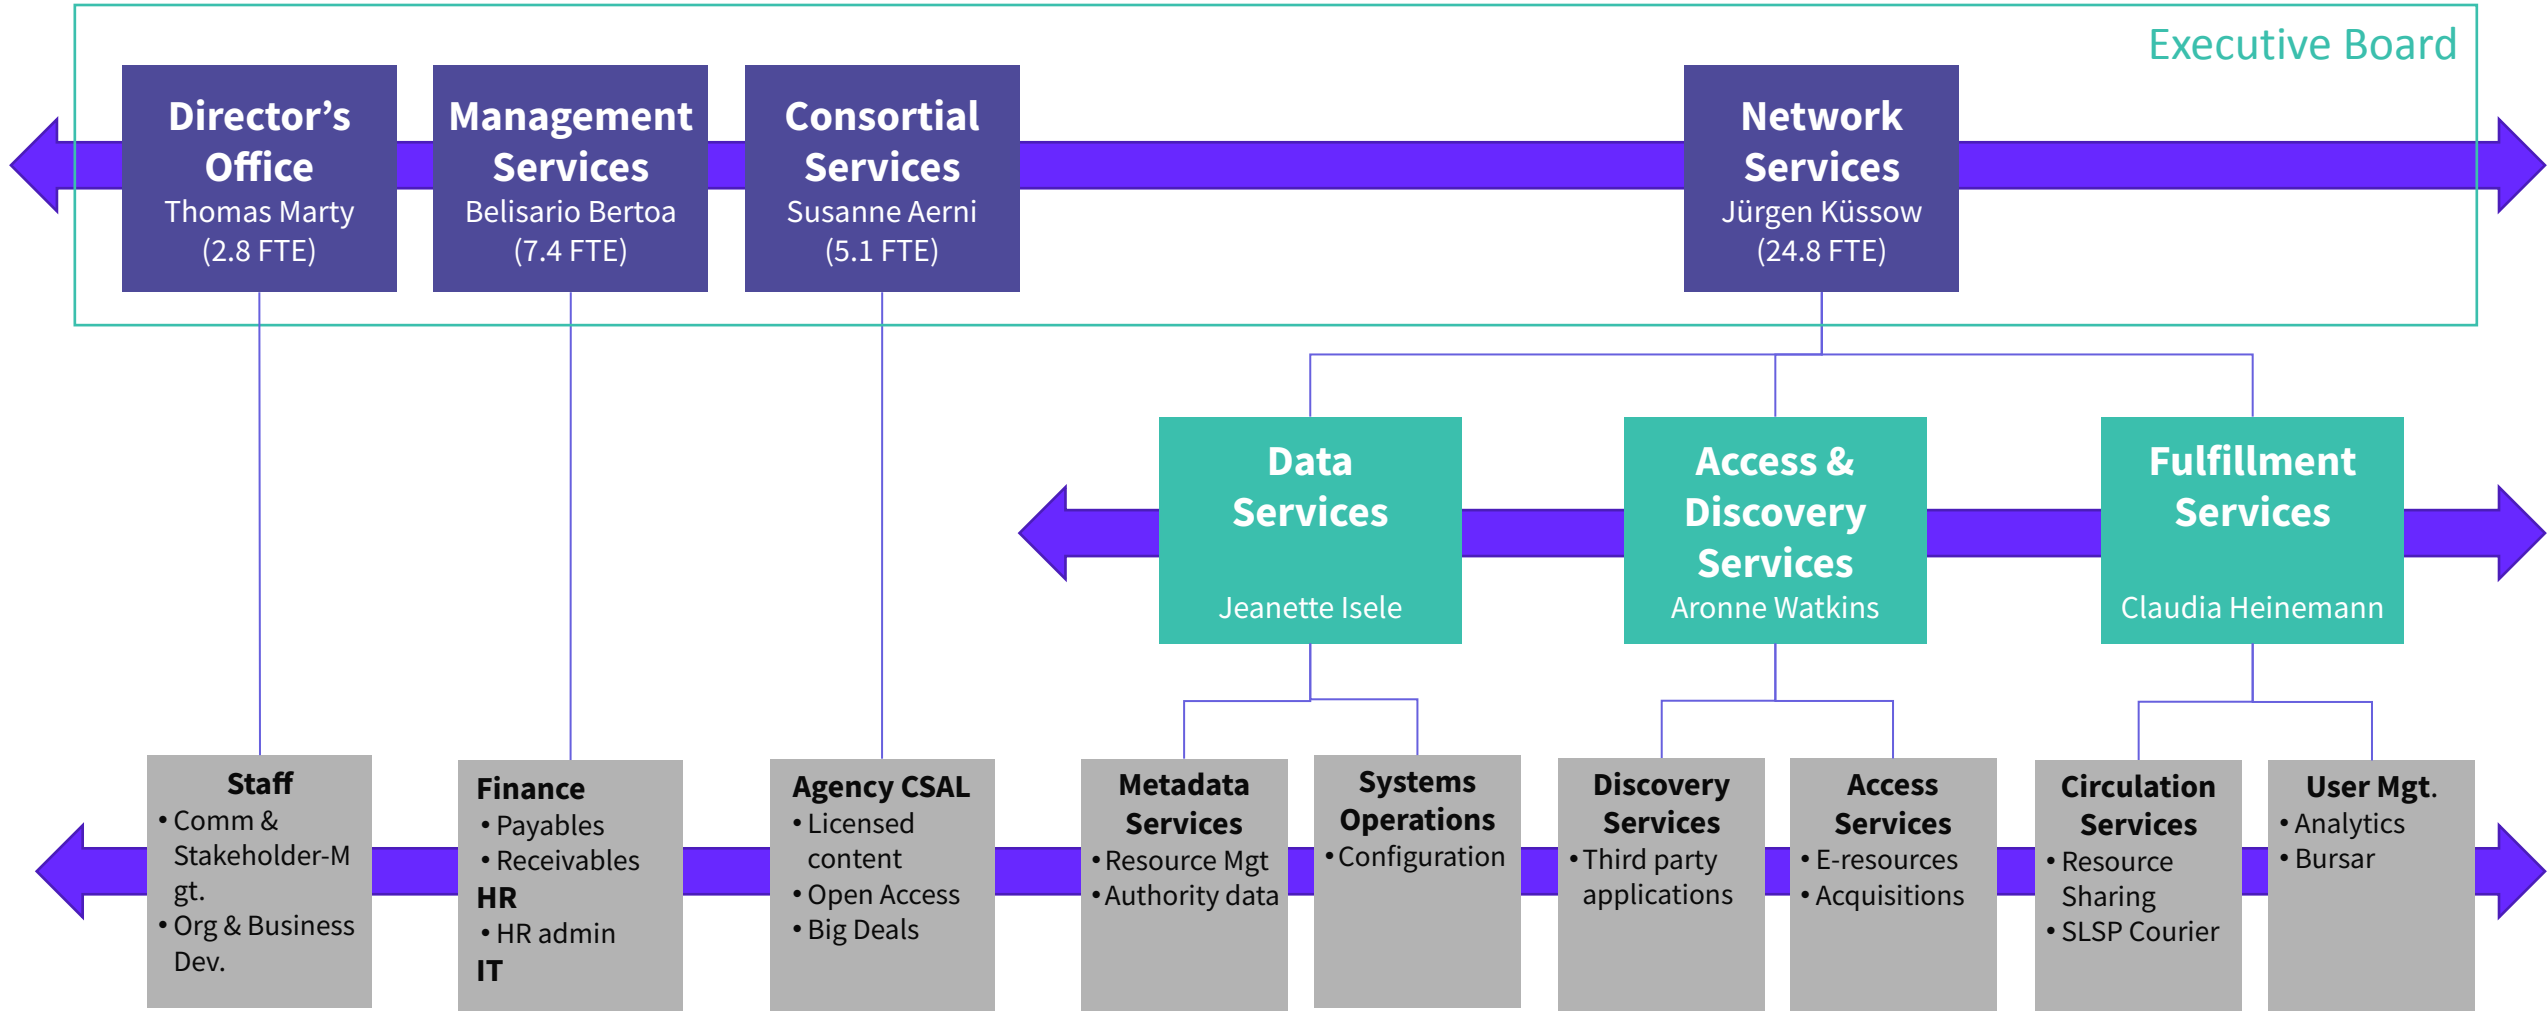 Executive Board
Director’s
Office
Thomas Marty
(2.8 FTE)
Management
Services
Belisario Bertoa
(7.4 FTE)
Consortial
Services
Susanne Aerni
(5.1 FTE)
Network
Services
Jürgen Küssow
(24.8 FTE)
Data
Services
Jeanette Isele
Access &
Discovery
Services
Aronne Watkins
Fulfillment
Services
Claudia Heinemann
Staff
• Comm &
Stakeholder-M
gt.
• Org & Business
Dev.
Finance
• Payables
• Receivables
HR
• HR admin
IT
Agency CSAL
• Licensed
content
• Open Access
• Big Deals
Metadata
Services
• Resource Mgt
• Authority data
Systems
Operations
• Configuration
Discovery
Services
• Third party
applications
Access
Services
• E-resources
• Acquisitions
Circulation
Services
• Resource
Sharing
• SLSP Courier
User Mgt.
• Analytics
• Bursar